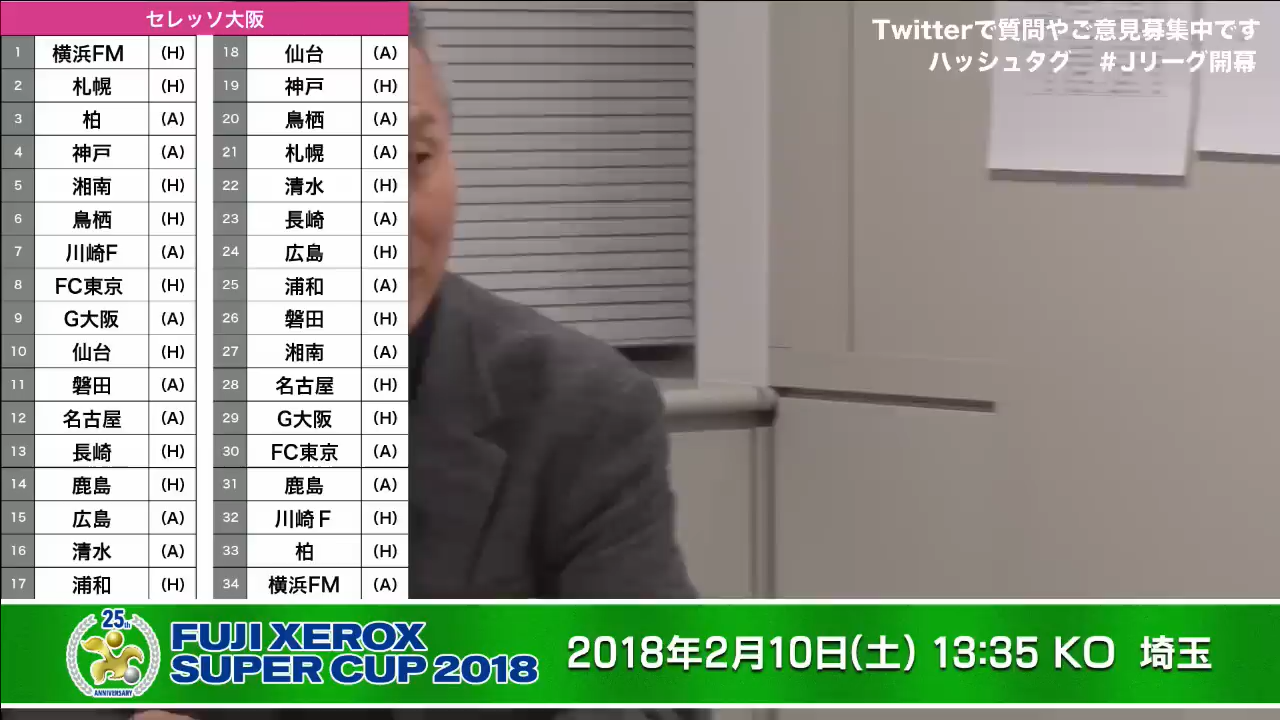 セレッソ大阪
1 横浜FM (H)
2 札幌 (H)
3 柏 (A)
4 神戸 (A)
5 湘南 (H)
6 鳥栖 (H)
7 川崎F (A)
8 FC東京 (H)
9 G大阪 (A)
10 仙台 (H)
11 磐田 (A)
12 名古屋 (A)
13 長崎 (H)
14 鹿島 (H)
15 広島 (A)
16 清水 (A)
17 浦和 (H)
18 仙台 (A)
19 神戸 (H)
20 鳥栖 (A)
21 札幌 (A)
22 清水 (H)
23 長崎 (A)
24 広島 (H)
25 浦和 (A)
26 磐田 (H)
27 湘南 (A)
28 名古屋 (H)
29 G大阪 (H)
30 FC東京 (A)
31 鹿島 (A)
32 川崎F (H)
33 柏 (H)
34 横浜FM (A)
Twitterで質問やご意見募集中です
ハッシュタグ #Jリーグ開幕
25th
ANNIVERSARY
FUJI XEROX
SUPER CUP 2018
2018年2月10日(土) 13:35 KO 埼玉